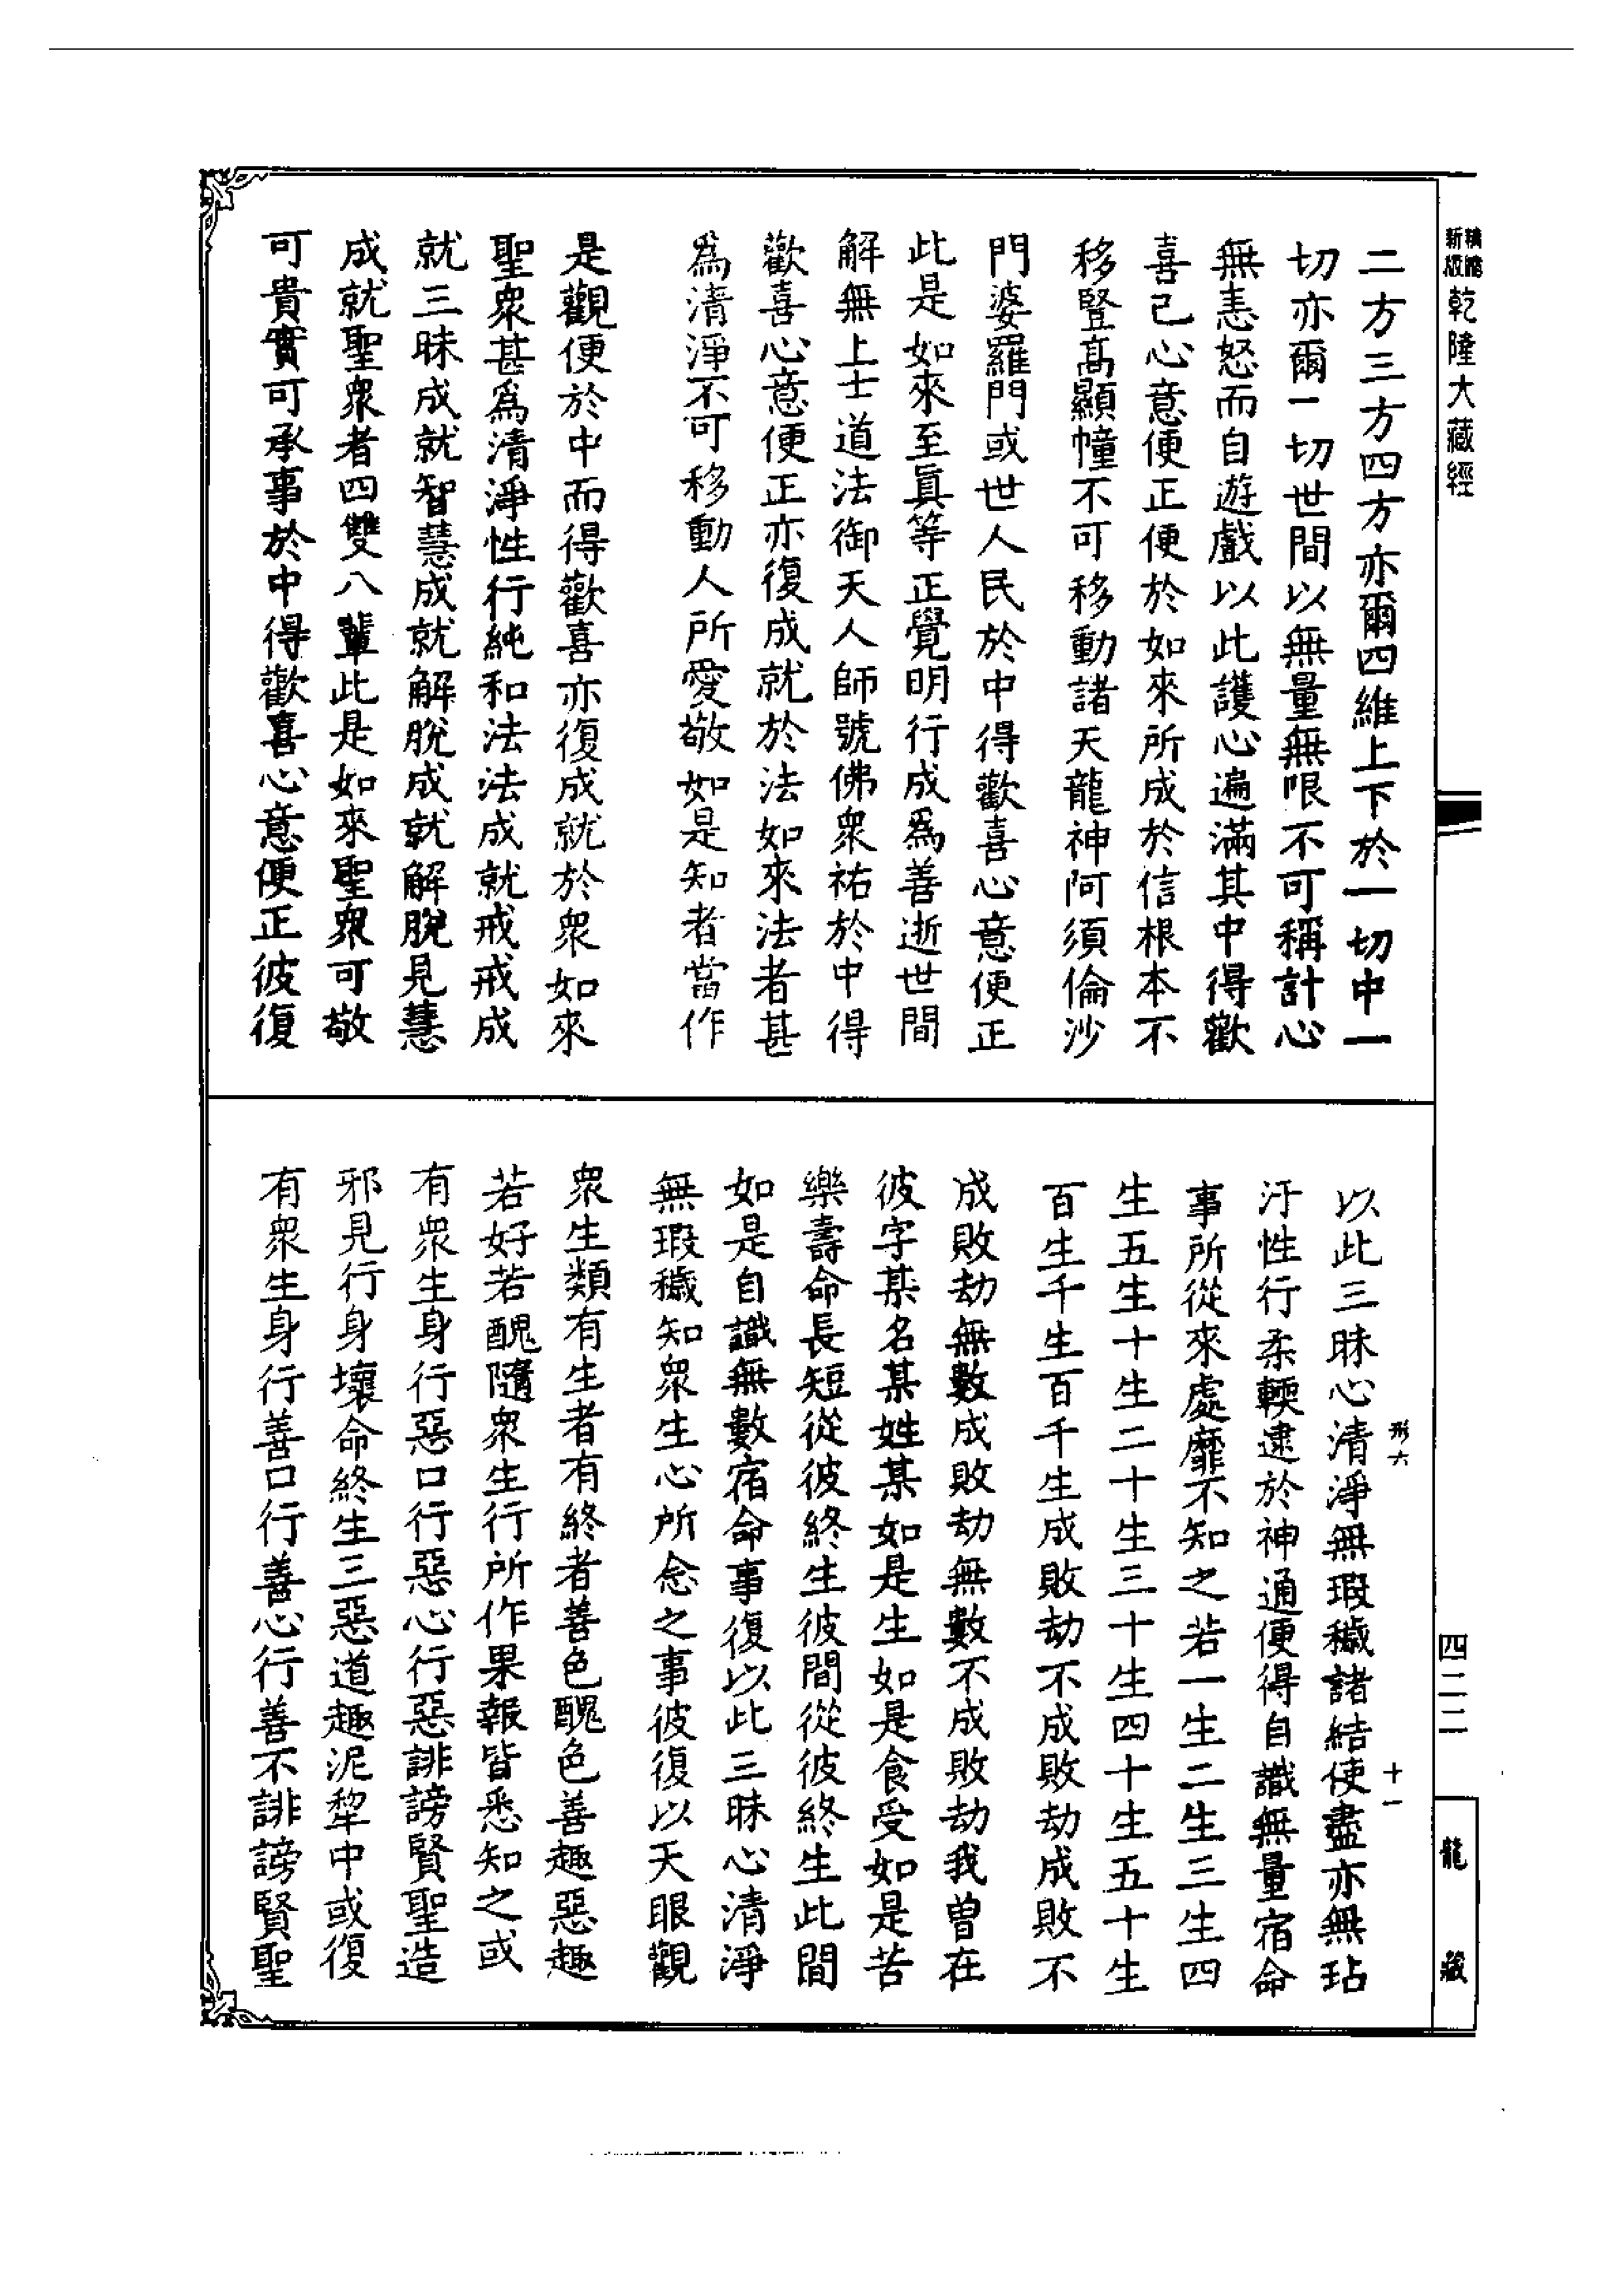 新版
精縮
乾隆大藏經
二方三方四方亦爾四維上下於一切中一
切亦爾一切世間以無量無限不可稱計心
無恚怒而自遊戲以此護心遍滿其中得歡
喜已心意便正便於如來所成於信根本不
移豎高顯幢不可移動諸天龍神阿須倫沙
門婆羅門或世人民於中得歡喜心意便正
此是如來至真等正覺明行成為善逝世間
解無上士道法御天人師號佛眾祐於中得
歡喜心意便正亦復成就於法如來法者甚
為清淨不可移動人所愛敬如是知者當作
是觀便於中而得歡喜亦復成就於眾如來
聖眾甚為清淨性行純和法法成就戒戒成
就三昧成就智慧成就解脫成就解脫見慧
成就聖眾者四雙八輩此是如來聖眾可敬
可貴實可承事於中得歡喜心意便正彼復
形六
十一
以此三昧心清淨無瑕穢諸結使盡亦無玷
汙性行柔輭逮於神通便得自識無量宿命
事所從來處靡不知之若一生二生三生四
生五生十生二十生三十生四十生五十生
百生千生百千生成敗劫不成敗劫成敗不
成敗劫無數成敗劫無數不成敗劫我曾在
彼字某名某姓某如是生如是食受如是苦
樂壽命長短從彼終生彼間從彼終生此間
如是自識無數宿命事復以此三昧心清淨
無瑕穢知眾生心所念之事彼復以天眼觀
眾生類有生者有終者善色醜色善趣惡趣
若好若醜隨眾生行所作果報皆悉知之或
有眾生身行惡口行惡心行惡誹謗賢聖造
邪見行身壞命終生三惡道趣泥犁中或復
有眾生身行善口行善心行善不誹謗賢聖
四二二
龍藏